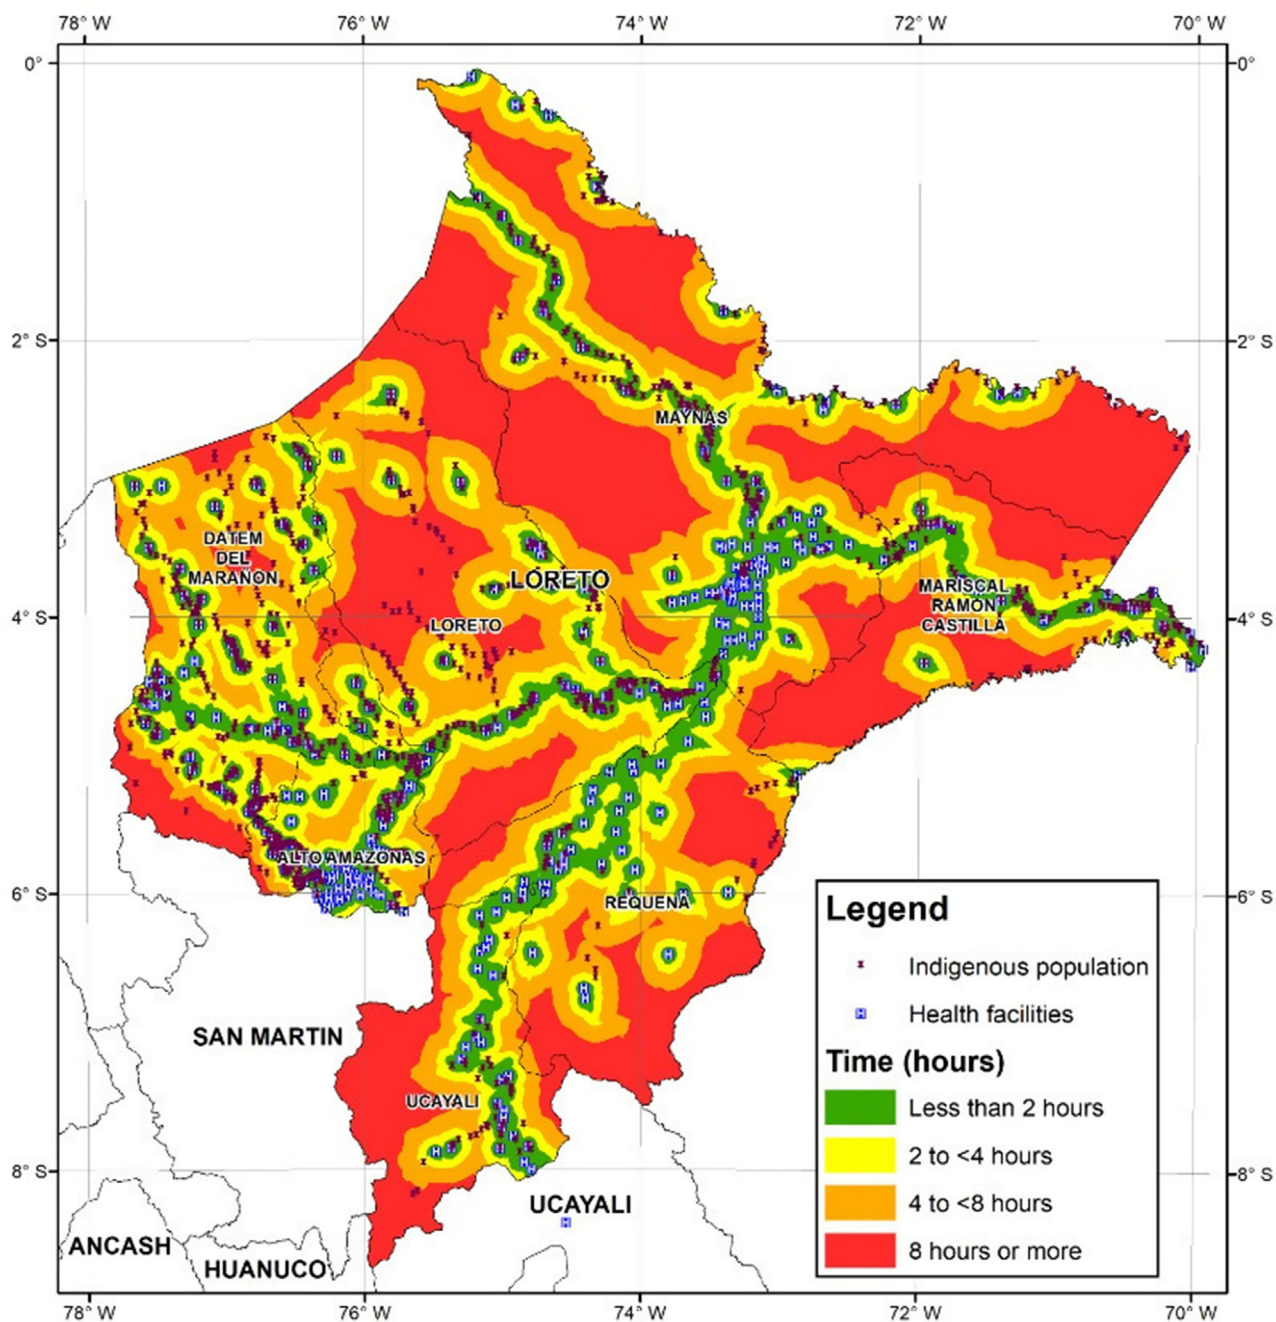 78° W 76° W 74° W 72° W 70° W
0° 0°
2° S 2° S
MAYNAS
DATEM
DEL
MARAÑON
LORETO
MARISCAL
RAMON
CASTILLA
4° S LORETO 4° S
ALTO AMAZONAS
6° S REQUENA 6° S
Legend
Indigenous population
Health facilities
SAN MARTIN
Time (hours)
UCAYALI
Less than 2 hours
2 to <4 hours
8° S 8° S
UCAYALI
4 to <8 hours
ANCASH
HUANUCO
8 hours or more
78° W 76° W 74° W 72° W 70° W